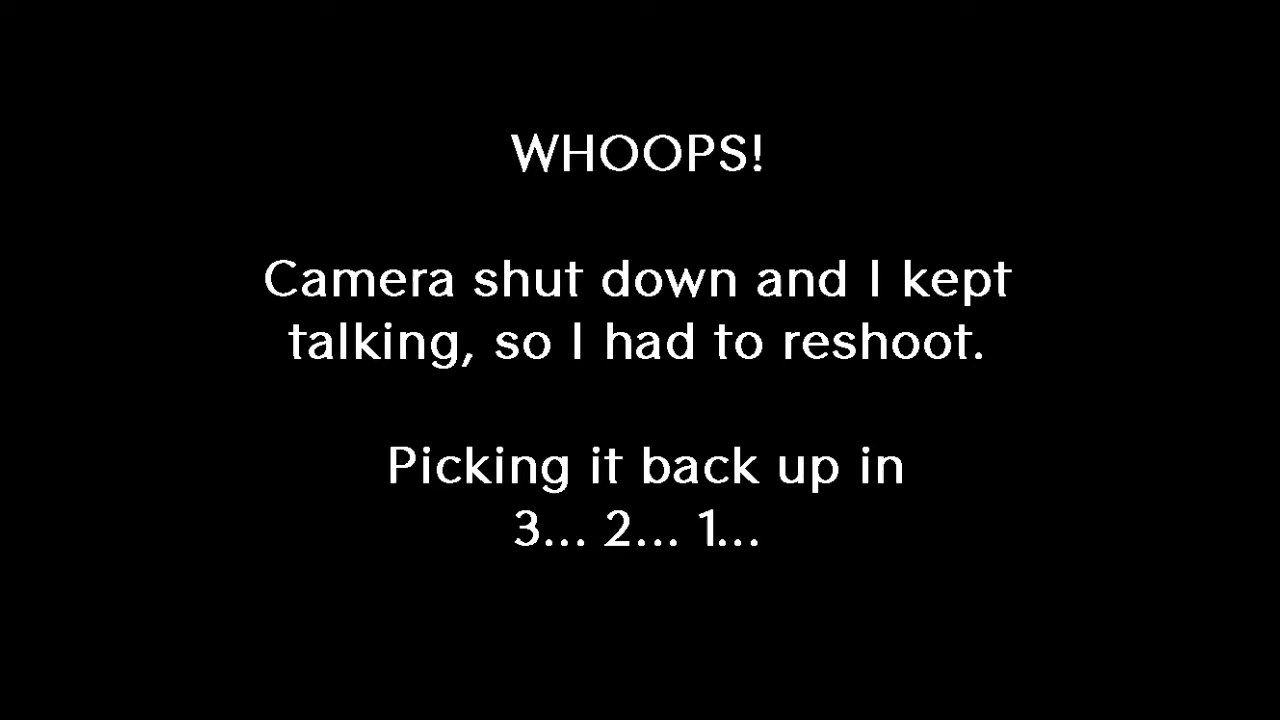 WHOOPS!
Camera shut down and I kept
talking, so I had to reshoot.
Picking it back up in
3... 2... 1...